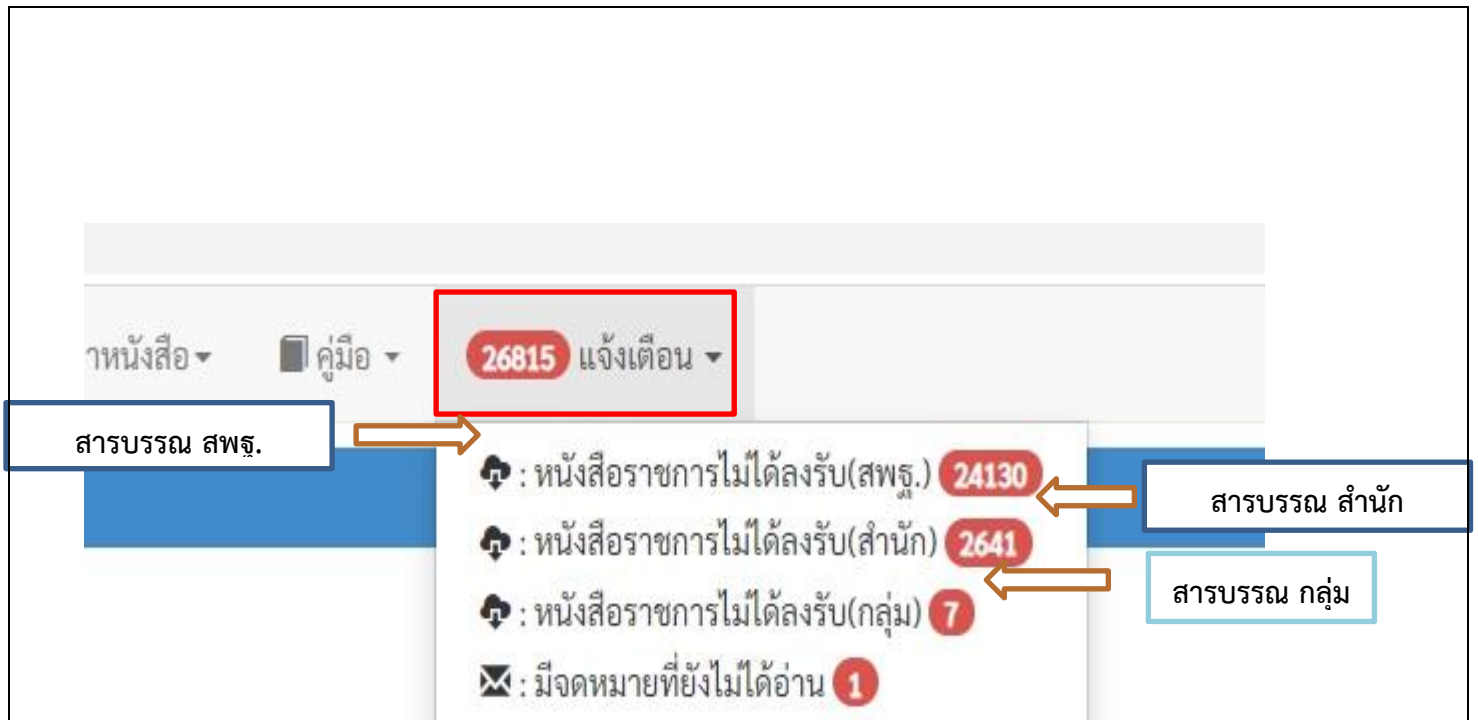 าหนังสือ คู่มือ 26815 แจ้งเตือน
สารบรรณ สพฐ.
: หนังสือราชการไม่ได้ลงรับ(สพฐ.) 24130
สารบรรณ สำนัก
: หนังสือราชการไม่ได้ลงรับ(สำนัก) 2641
สารบรรณ กลุ่ม
: หนังสือราชการไม่ได้ลงรับ(กลุ่ม) 7
: มีจดหมายที่ยังไม่ได้อ่าน 1